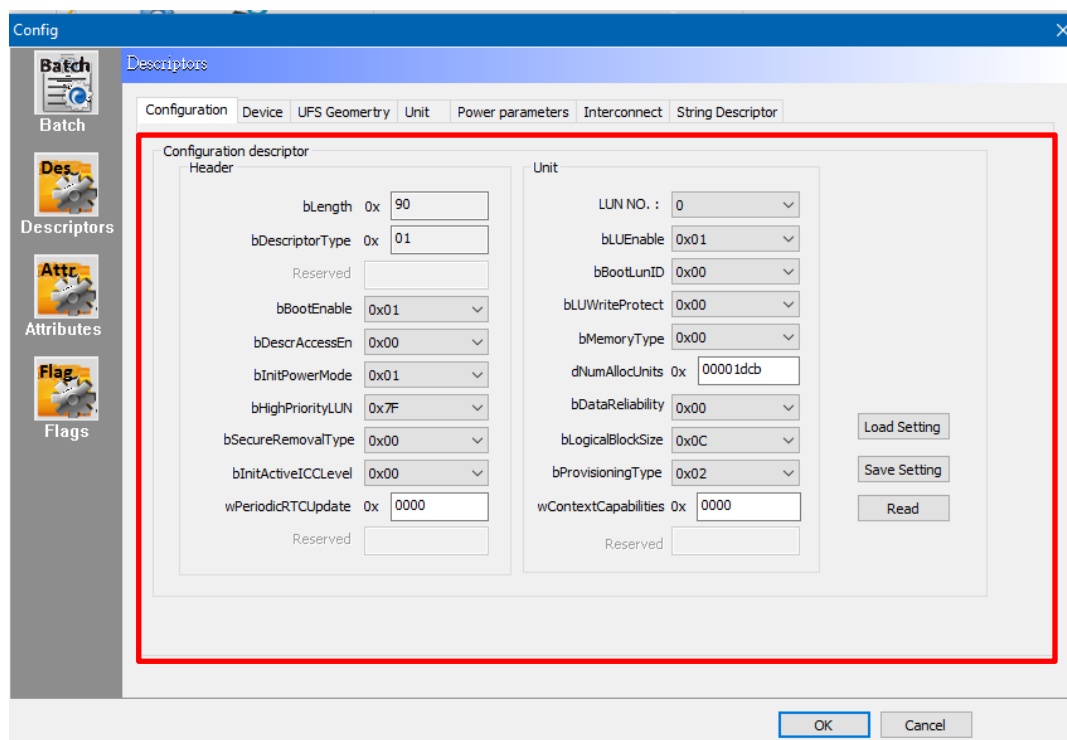 Config
Batch
Batch
Des.
Descriptors
Attr.
Attributes
Flag.
Flags
Descriptors
Configuration Device UFS Geomertry Unit Power parameters Interconnect String Descriptor
Configuration descriptor
Header
bLength 0x 90
bDescriptorType 0x 01
Reserved
bBootEnable 0x01
bDescrAccessEn 0x00
bInitPowerMode 0x01
bHighPriorityLUN 0x7F
bSecureRemovalType 0x00
bInitActiveICCLevel 0x00
wPeriodicRTCUpdate 0x 0000
Reserved
Unit
LUN NO. : 0
bLUEnable 0x01
bBootLunID 0x00
bLUWriteProtect 0x00
bMemoryType 0x00
dNumAllocUnits 0x 00001dcb
bDataReliability 0x00
bLogicalBlockSize 0x0C
bProvisioningType 0x02
wContextCapabilities 0x 0000
Reserved
Load Setting
Save Setting
Read
OK Cancel